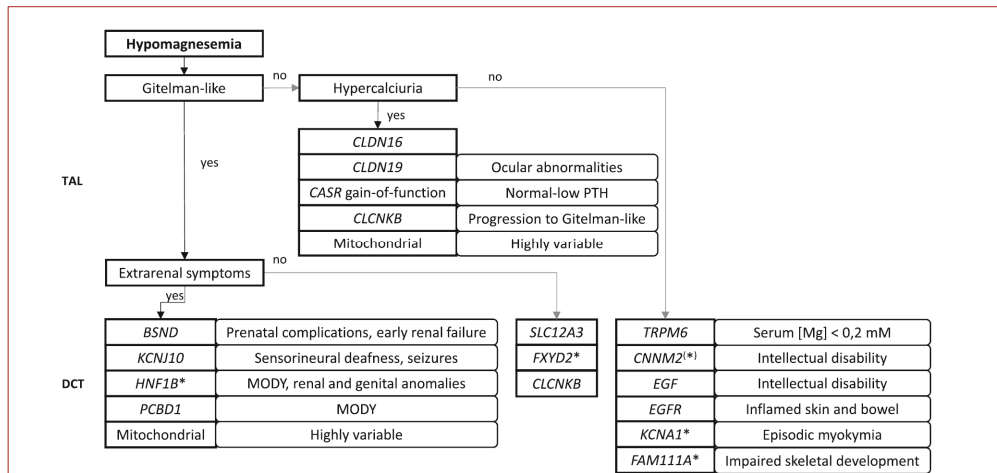 Hypomagnesemia
Gitelman-like
no
Hypercalciuria
no
yes
yes
TAL
CLDN16
CLDN19 Ocular abnormalities
CASR gain-of-function Normal-low PTH
CLCNKB Progression to Gitelman-like
Mitochondrial Highly variable
Extrarenal symptoms
no
yes
DCT
BSND Prenatal complications, early renal failure
KCNJ10 Sensorineural deafness, seizures
HNF1B* MODY, renal and genital anomalies
PCBD1 MODY
Mitochondrial Highly variable
SLC12A3
FXYD2*
CLCNKB
TRPM6 Serum [Mg] < 0,2 mM
CNNM2(*) Intellectual disability
EGF Intellectual disability
EGFR Inflamed skin and bowel
KCNA1* Episodic myokymia
FAM111A* Impaired skeletal development